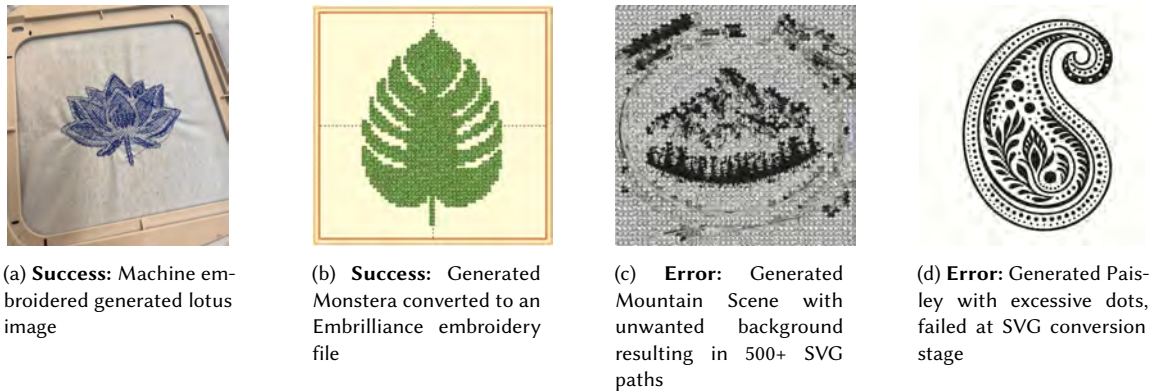 (a) Success: Machine em-
broidered generated lotus
image
(b) Success: Generated
Monstera converted to an
Embrilliance embroidery
file
(c) Error: Generated
Mountain Scene with
unwanted background
resulting in 500+ SVG
paths
(d) Error: Generated Pais-
ley with excessive dots,
failed at SVG conversion
stage